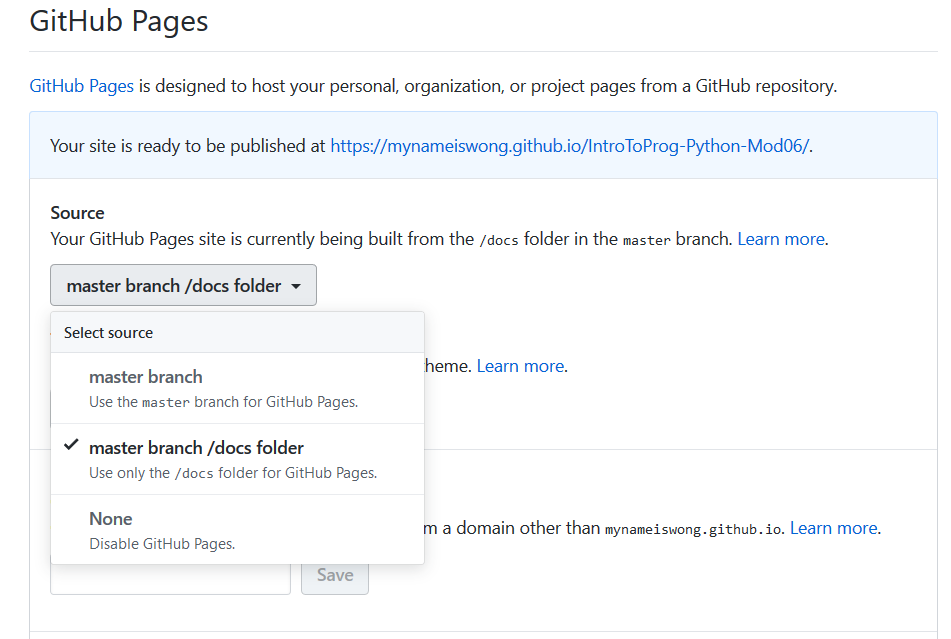 GitHub Pages
GitHub Pages is designed to host your personal, organization, or project pages from a GitHub repository.
Your site is ready to be published at https://mynameiswong.github.io/IntroToProg-Python-Mod06/.
Source
Your GitHub Pages site is currently being built from the /docs folder in the master branch. Learn more.
master branch /docs folder
Select source
heme. Learn more.
master branch
Use the master branch for GitHub Pages.
master branch /docs folder
Use only the /docs folder for GitHub Pages.
None
m a domain other than mynameiswong.github.io. Learn more.
Disable GitHub Pages.
Save